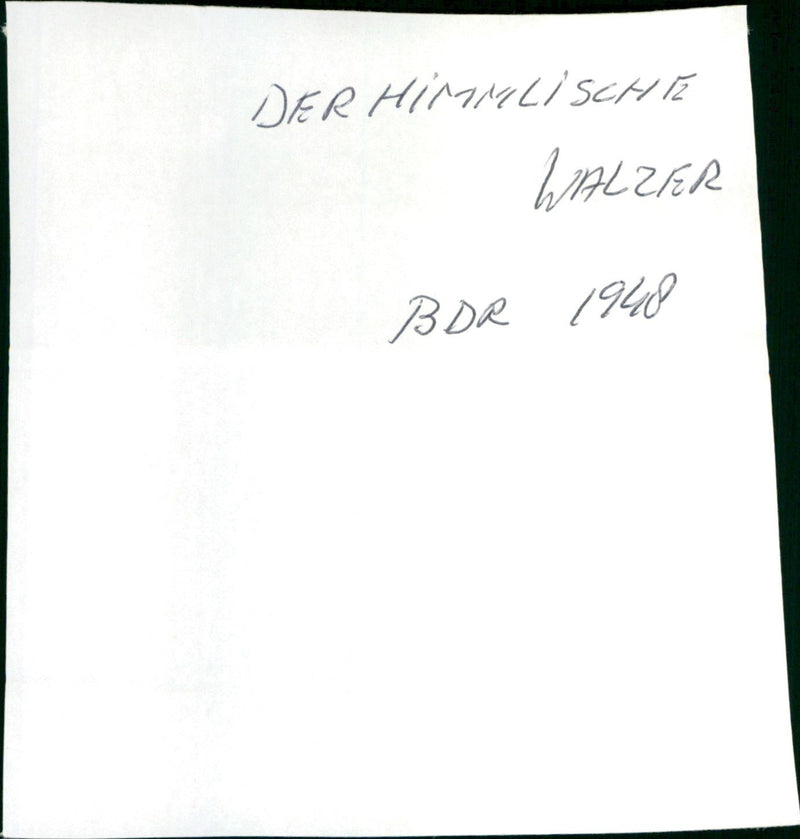 DER HiMMLiSCHE
WALZER
BDR 1948